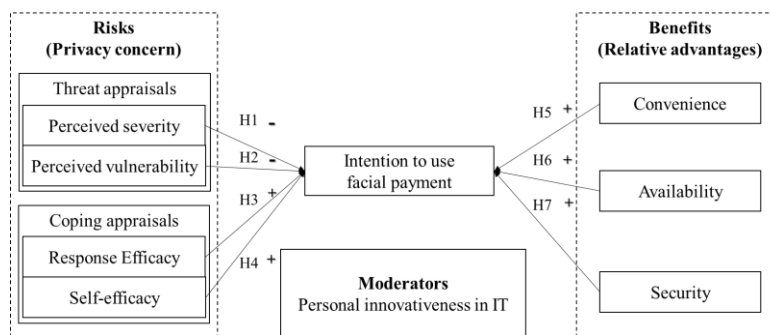 Risks
(Privacy concern)
Threat appraisals
Perceived severity
Perceived vulnerability
Coping appraisals
Response Efficacy
Self-efficacy
H1 -
H2 -
H3 +
H4 +
Intention to use
facial payment
Moderators
Personal innovativeness in IT
H5 +
H6 +
H7 +
Benefits
(Relative advantages)
Convenience
Availability
Security